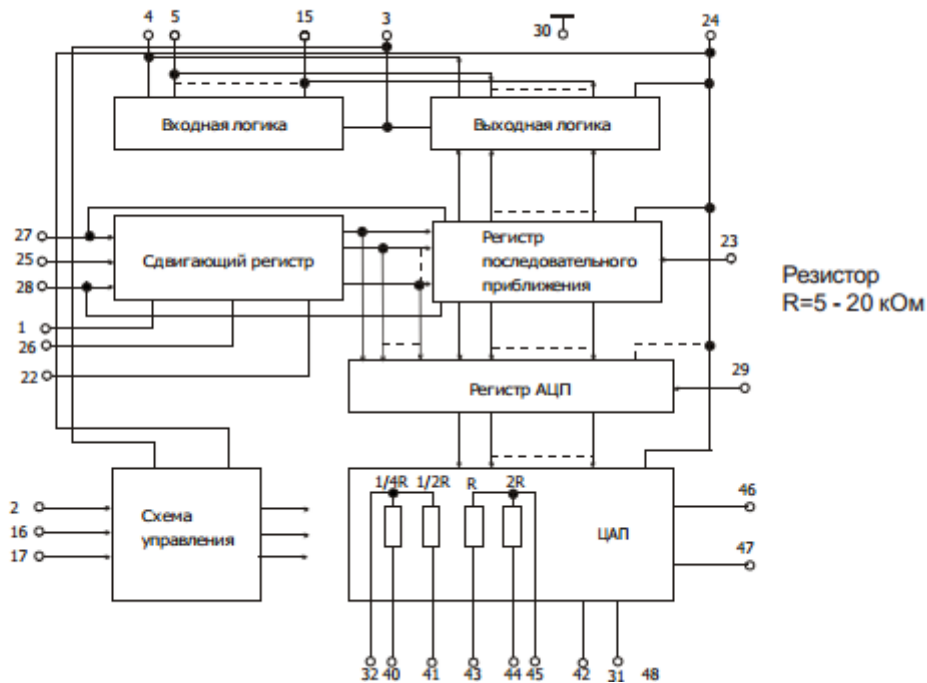 4 5 15 3 30 24
Входная логика
Выходная логика
27
25
28
1
26
22
Сдвигающий регистр
Регистр
последовательного
приближения
23
Резистор
R=5 - 20 кОм
Регистр АЦП
29
2
16
17
Схема
управления
1/4R 1/2R R 2R
ЦАП
46
47
32 40 41 43 44 45 42 31 48